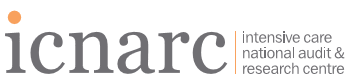 icnarc
intensive care
national audit &
research centre